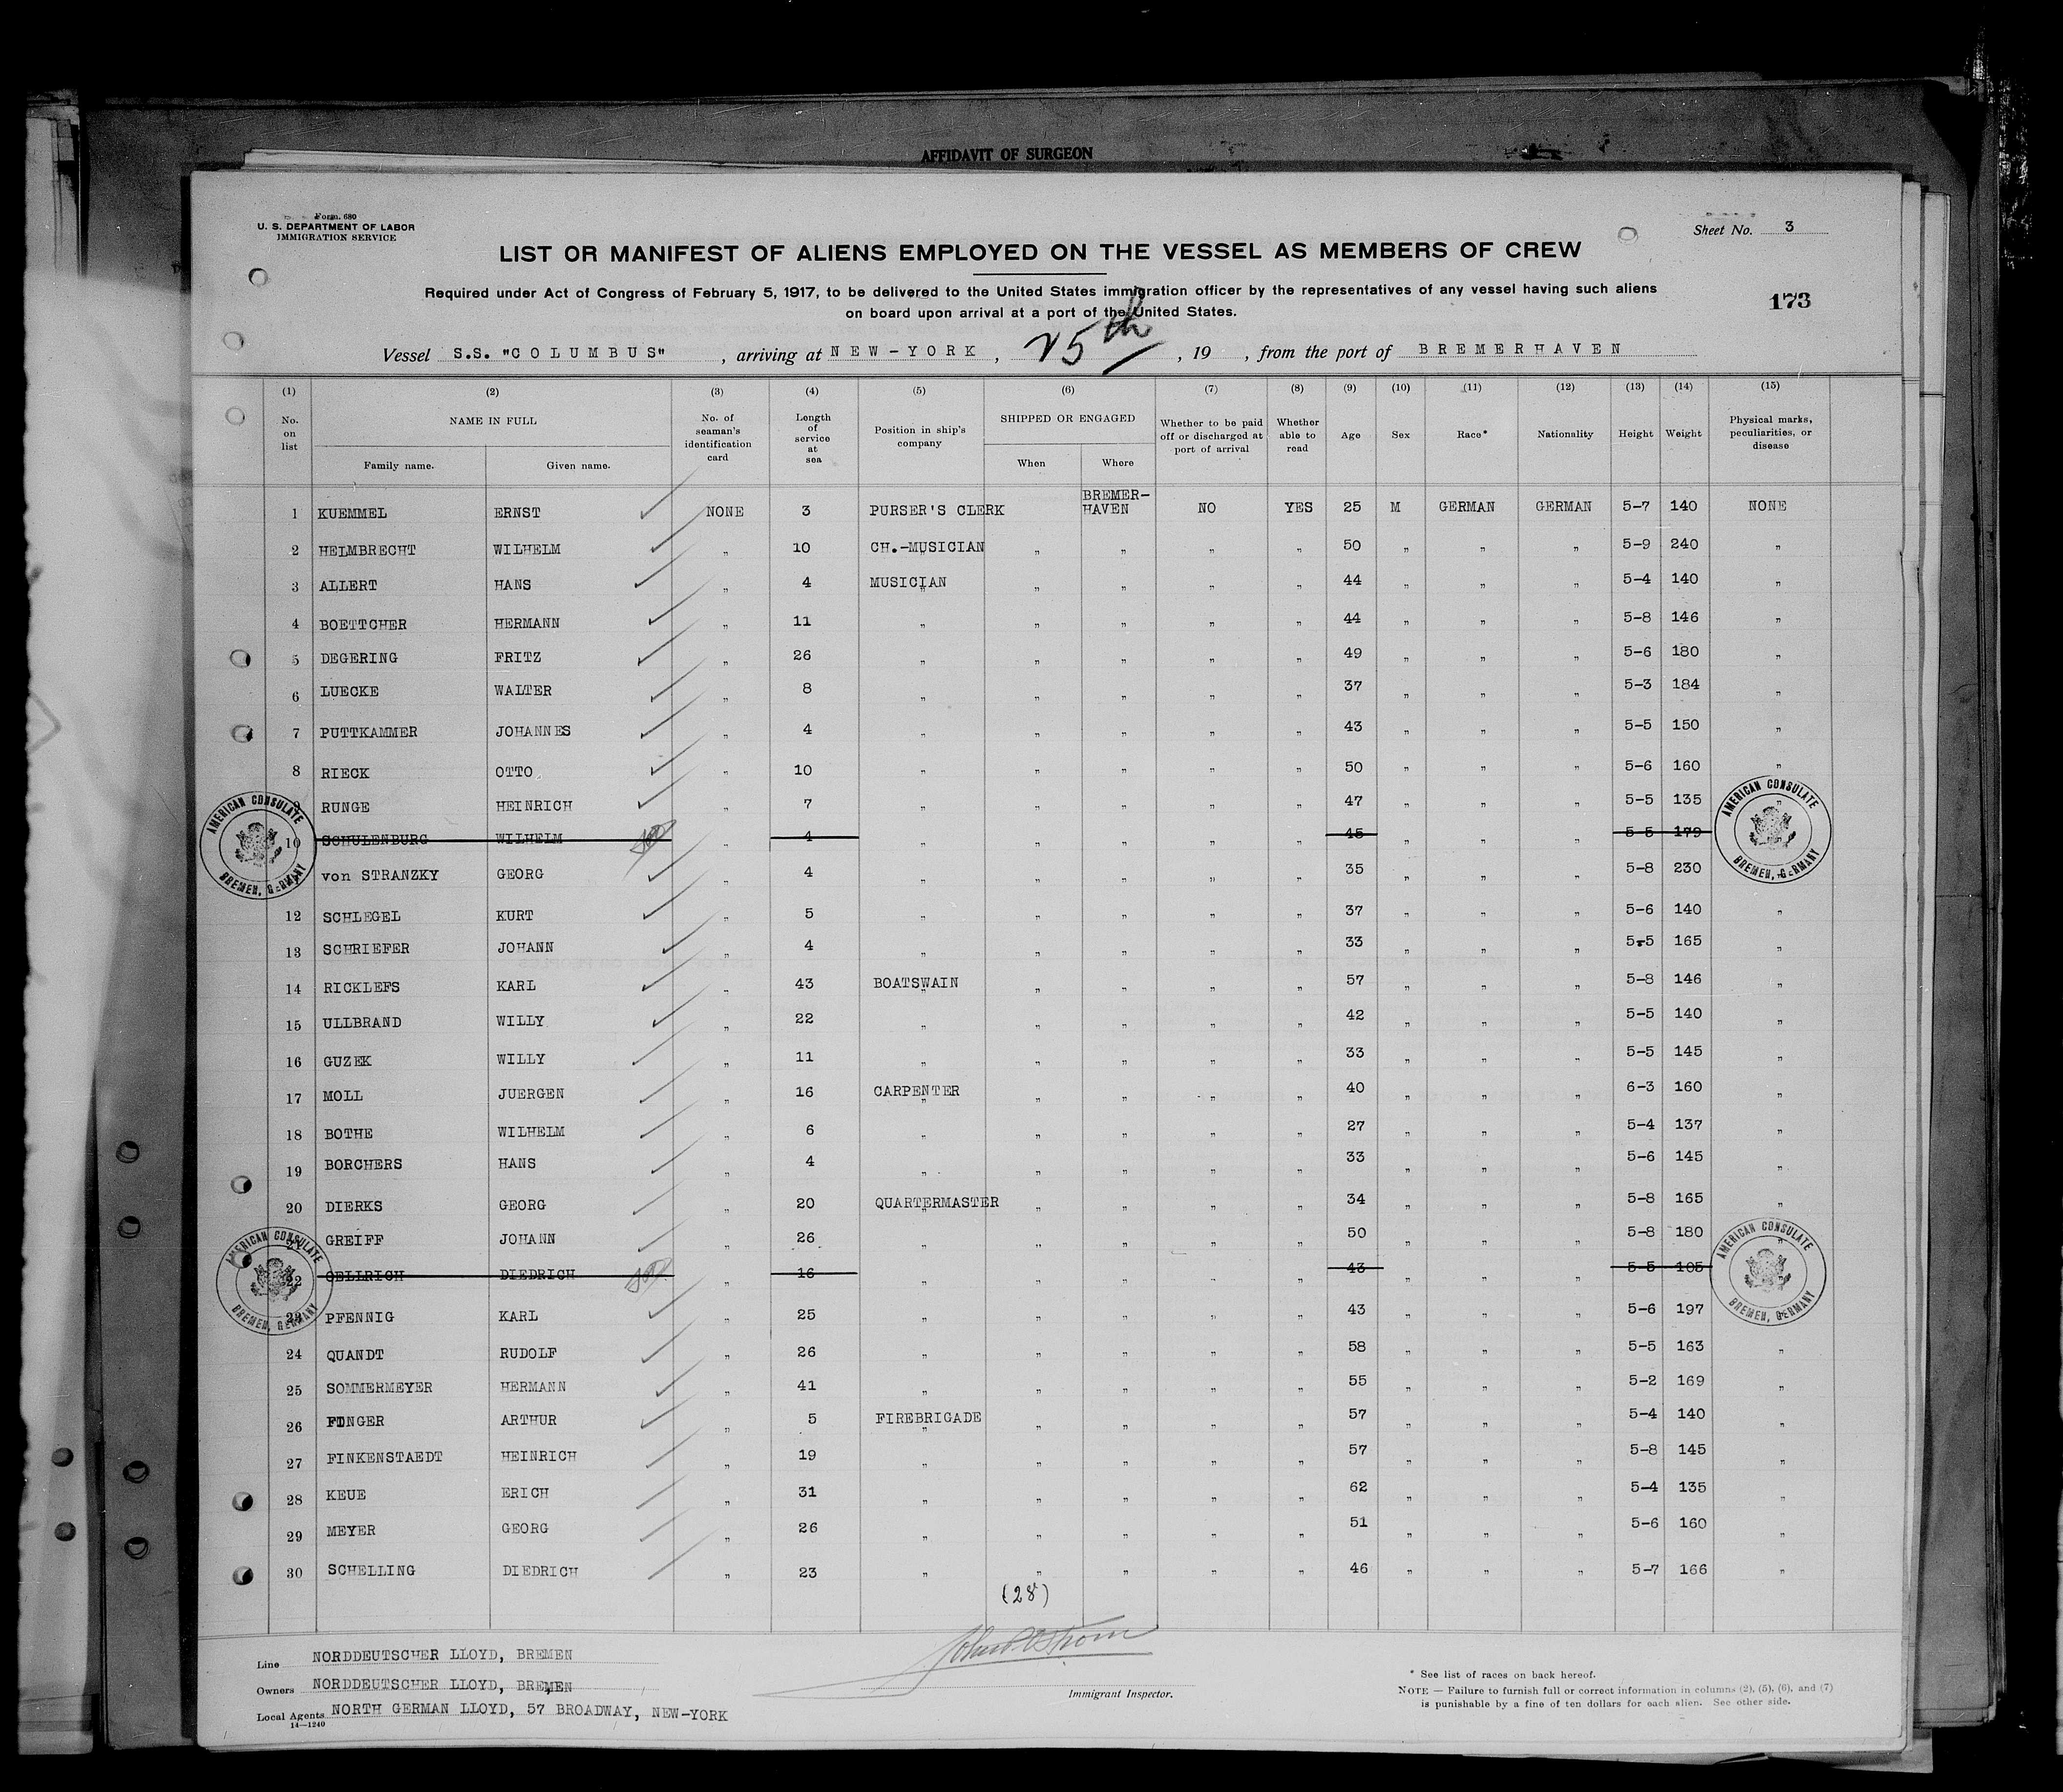 AFFIDAVIT OF SURGEON
Form. 680
U. S. DEPARTMENT OF LABOR
IMMIGRATION SERVICE
Sheet No. 3
LIST OR MANIFEST OF ALIENS EMPLOYED ON THE VESSEL AS MEMBERS OF CREW
Required under Act of Congress of February 5, 1917, to be delivered to the United States immigration officer by the representatives of any vessel having such aliens
on board upon arrival at a port of the United States.
173
Vessel S.S. "COLUMBUS", arriving at NEW-YORK, 25th, 19 , from the port of BREMERHAVEN
(1) (2) (3) (4) (5) (6) (7) (8) (9) (10) (11) (12) (13) (14) (15)
No. on list NAME IN FULL Family name. Given name. No. of seaman's identification card Length of service at sea Position in ship's company SHIPPED OR ENGAGED When Where Whether to be paid off or discharged at port of arrival Whether able to read Age Sex Race* Nationality Height Weight Physical marks, peculiarities, or disease
1 KUEMMEL ERNST NONE 3 PURSER'S CLERK BREMER-HAVEN NO YES 25 M GERMAN GERMAN 5-7 140 NONE
2 HELMBRECHT WILHELM " 10 CH.-MUSICIAN " " " " 50 " " " 5-9 240 "
3 ALLERT HANS " 4 MUSICIAN " " " " 44 " " " 5-4 140 "
4 BOETTCHER HERMANN " 11 " " " " " 44 " " " 5-8 146 "
5 DEGERING FRITZ " 26 " " " " " 49 " " " 5-6 180 "
6 LUECKE WALTER " 8 " " " " " 37 " " " 5-3 184 "
7 PUTTKAMMER JOHANNES " 4 " " " " " 43 " " " 5-5 150 "
8 RIECK OTTO " 10 " " " " " 50 " " " 5-6 160 "
9 RUNGE HEINRICH " 7 " " " " " 47 " " " 5-5 135 "
10 SCHULENBURG WILHELM " 4 " " " " " 45 " " " 5-5 179
von STRANZKY GEORG " 4 " " " " " 35 " " " 5-8 230 "
12 SCHLEGEL KURT " 5 " " " " " 37 " " " 5-6 140 "
13 SCHRIEFER JOHANN " 4 " " " " " 33 " " " 5-5 165 "
14 RICKLEFS KARL " 43 BOATSWAIN " " " " 57 " " " 5-8 146 "
15 ULLBRAND WILLY " 22 " " " " " 42 " " " 5-5 140 "
16 GUZEK WILLY " 11 " " " " " 33 " " " 5-5 145 "
17 MOLL JUERGEN " 16 CARPENTER " " " " 40 " " " 6-3 160 "
18 BOTHE WILHELM " 6 " " " " " 27 " " " 5-4 137 "
19 BORCHERS HANS " 4 " " " " " 33 " " " 5-6 145 "
20 DIERKS GEORG " 20 QUARTERMASTER " " " " 34 " " " 5-8 165 "
21 GREIFF JOHANN " 26 " " " " " 50 " " " 5-8 180 "
22 OELLRICH DIEDRICH " 16 " " " " " 43 " " " 5-5 105
23 PFENNIG KARL " 25 " " " " " 43 " " " 5-6 197 "
24 QUANDT RUDOLF " 26 " " " " " 58 " " " 5-5 163 "
25 SOMMERMEYER HERMANN " 41 " " " " " 55 " " " 5-2 169 "
26 FINGER ARTHUR " 5 FIREBRIGADE " " " " 57 " " " 5-4 140 "
27 FINKENSTAEDT HEINRICH " 19 " " " " " 57 " " " 5-8 145 "
28 KEUE ERICH " 31 " " " " " 62 " " " 5-4 135 "
29 MEYER GEORG " 26 " " " " " 51 " " " 5-6 160 "
30 SCHELLING DIEDRICH " 23 " " " " " 46 " " " 5-7 166 "
(28)
AMERICAN CONSULATE
BREMEN, GERMANY
AMERICAN CONSULATE
BREMEN, GERMANY
AMERICAN CONSULATE
BREMEN, GERMANY
AMERICAN CONSULATE
BREMEN, GERMANY
Line NORDDEUTSCHER LLOYD, BREMEN
Owners NORDDEUTSCHER LLOYD, BREMEN
Local Agents NORTH GERMAN LLOYD, 57 BROADWAY, NEW-YORK
14—1240
Immigrant Inspector.
* See list of races on back hereof.
NOTE — Failure to furnish full or correct information in columns (2), (5), (6), and (7)
is punishable by a fine of ten dollars for each alien. See other side.